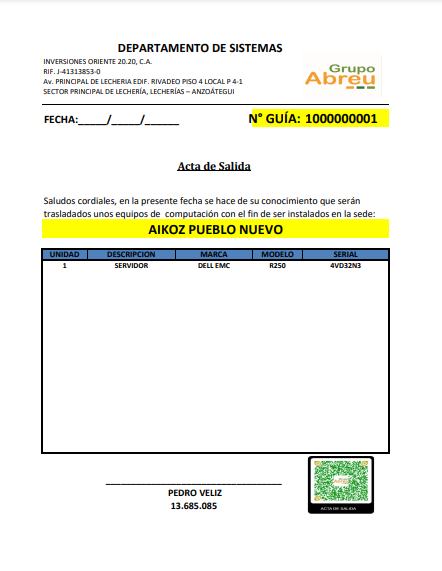 DEPARTAMENTO DE SISTEMAS
INVERSIONES ORIENTE 20.20, C.A.
RIF. J-41313853-0
Av. PRINCIPAL DE LECHERIA EDIF. RIVADEO PISO 4 LOCAL P 4-1
SECTOR PRINCIPAL DE LECHERÍA, LECHERÍAS – ANZOÁTEGUI
Grupo
Abreu
FECHA:_____/_____/______
N° GUÍA: 1000000001
Acta de Salida
Saludos cordiales, en la presente fecha se hace de su conocimiento que serán
trasladados unos equipos de computación con el fin de ser instalados en la sede:
AIKOZ PUEBLO NUEVO
UNIDAD DESCRIPCION MARCA MODELO SERIAL
1 SERVIDOR DELL EMC R250 4VD32N3
PEDRO VELIZ
13.685.085
ACTA DE SALIDA